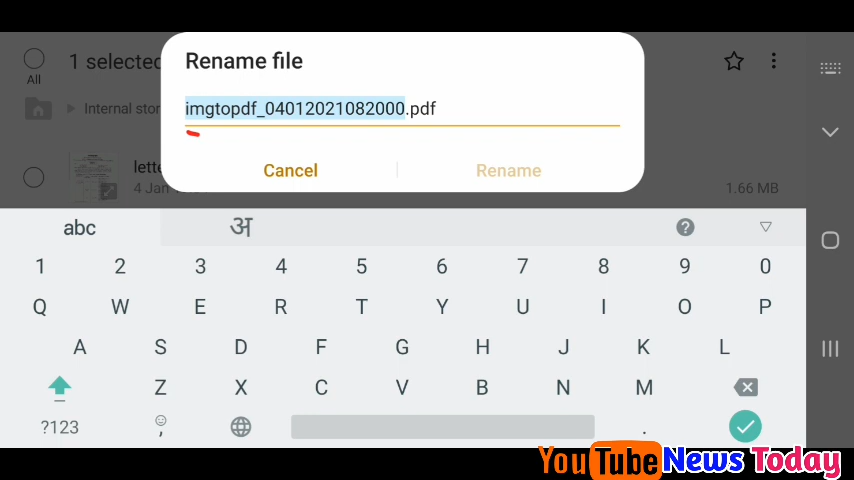 1 selected
All
Rename file
Internal stor
imgtopdf_04012021082000.pdf
Cancel
Rename
lette
4 Jan
1.66 MB
abc
अ
?
1 2 3 4 5 6 7 8 9 0
Q W E R T Y U I O P
A S D F G H J K L
Z X C V B N M
?123 , .
YouTube News Today